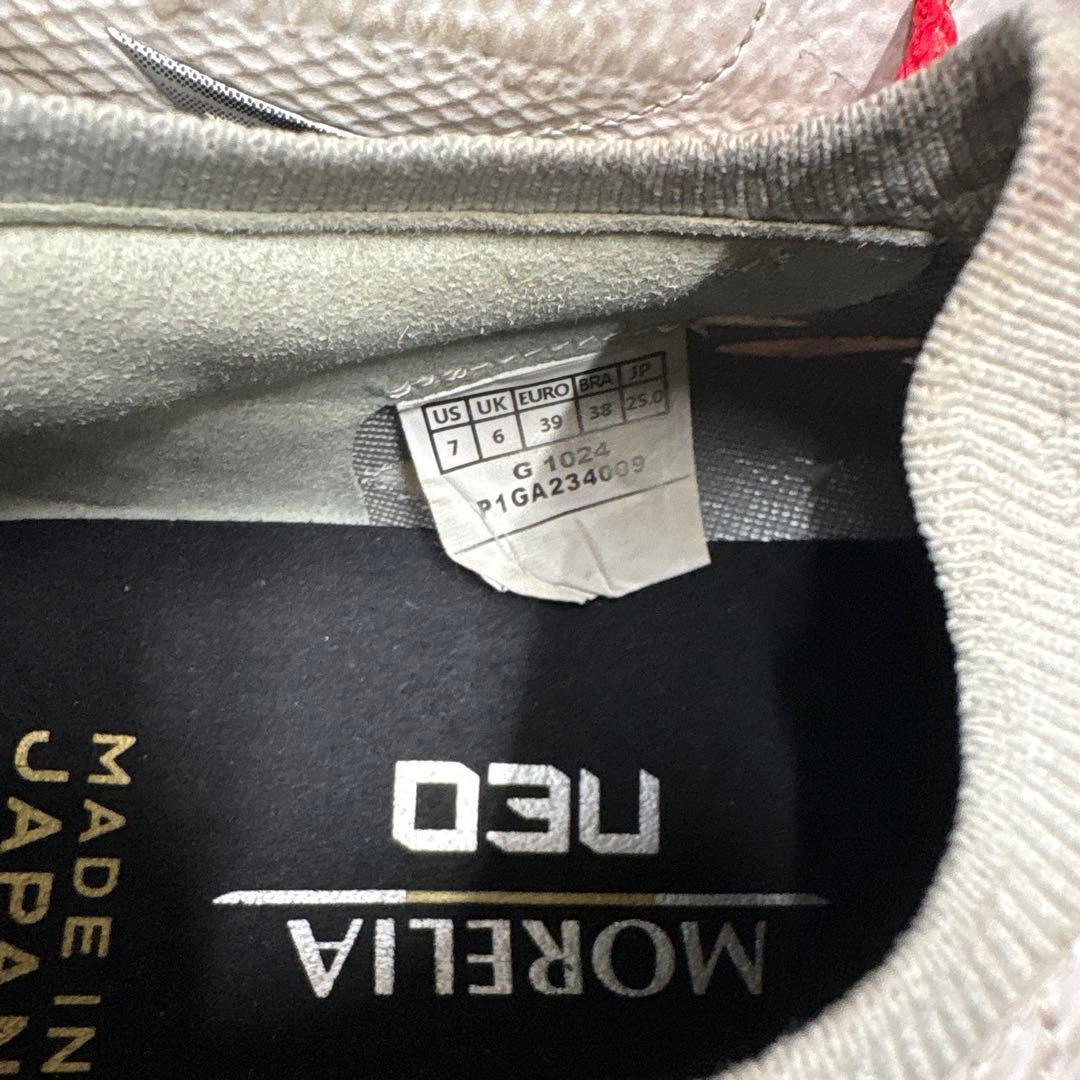 US UK EURO BRA JP
7 6 39 38 25.0
G 1024
P1GA234009
MORELIA
NEO
MADE IN
JAPAN